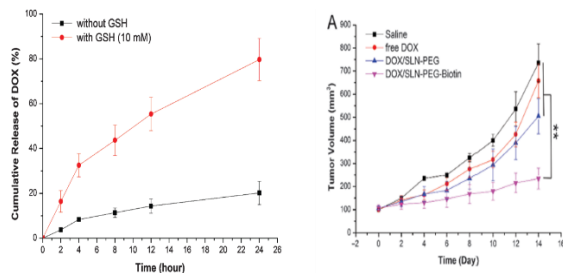 without GSH
with GSH (10 mM)
Cumulative Release of DOX (%)
100
80
60
40
20
0
0 2 4 6 8 10 12 14 16 18 20 22 24 26
Time (hour)
A
Saline
free DOX
DOX/SLN-PEG
DOX/SLN-PEG-Biotin
Tumor Volume (mm³)
900
800
700
600
500
400
300
200
100
0
-2 0 2 4 6 8 10 12 14 16
Time (Day)
**